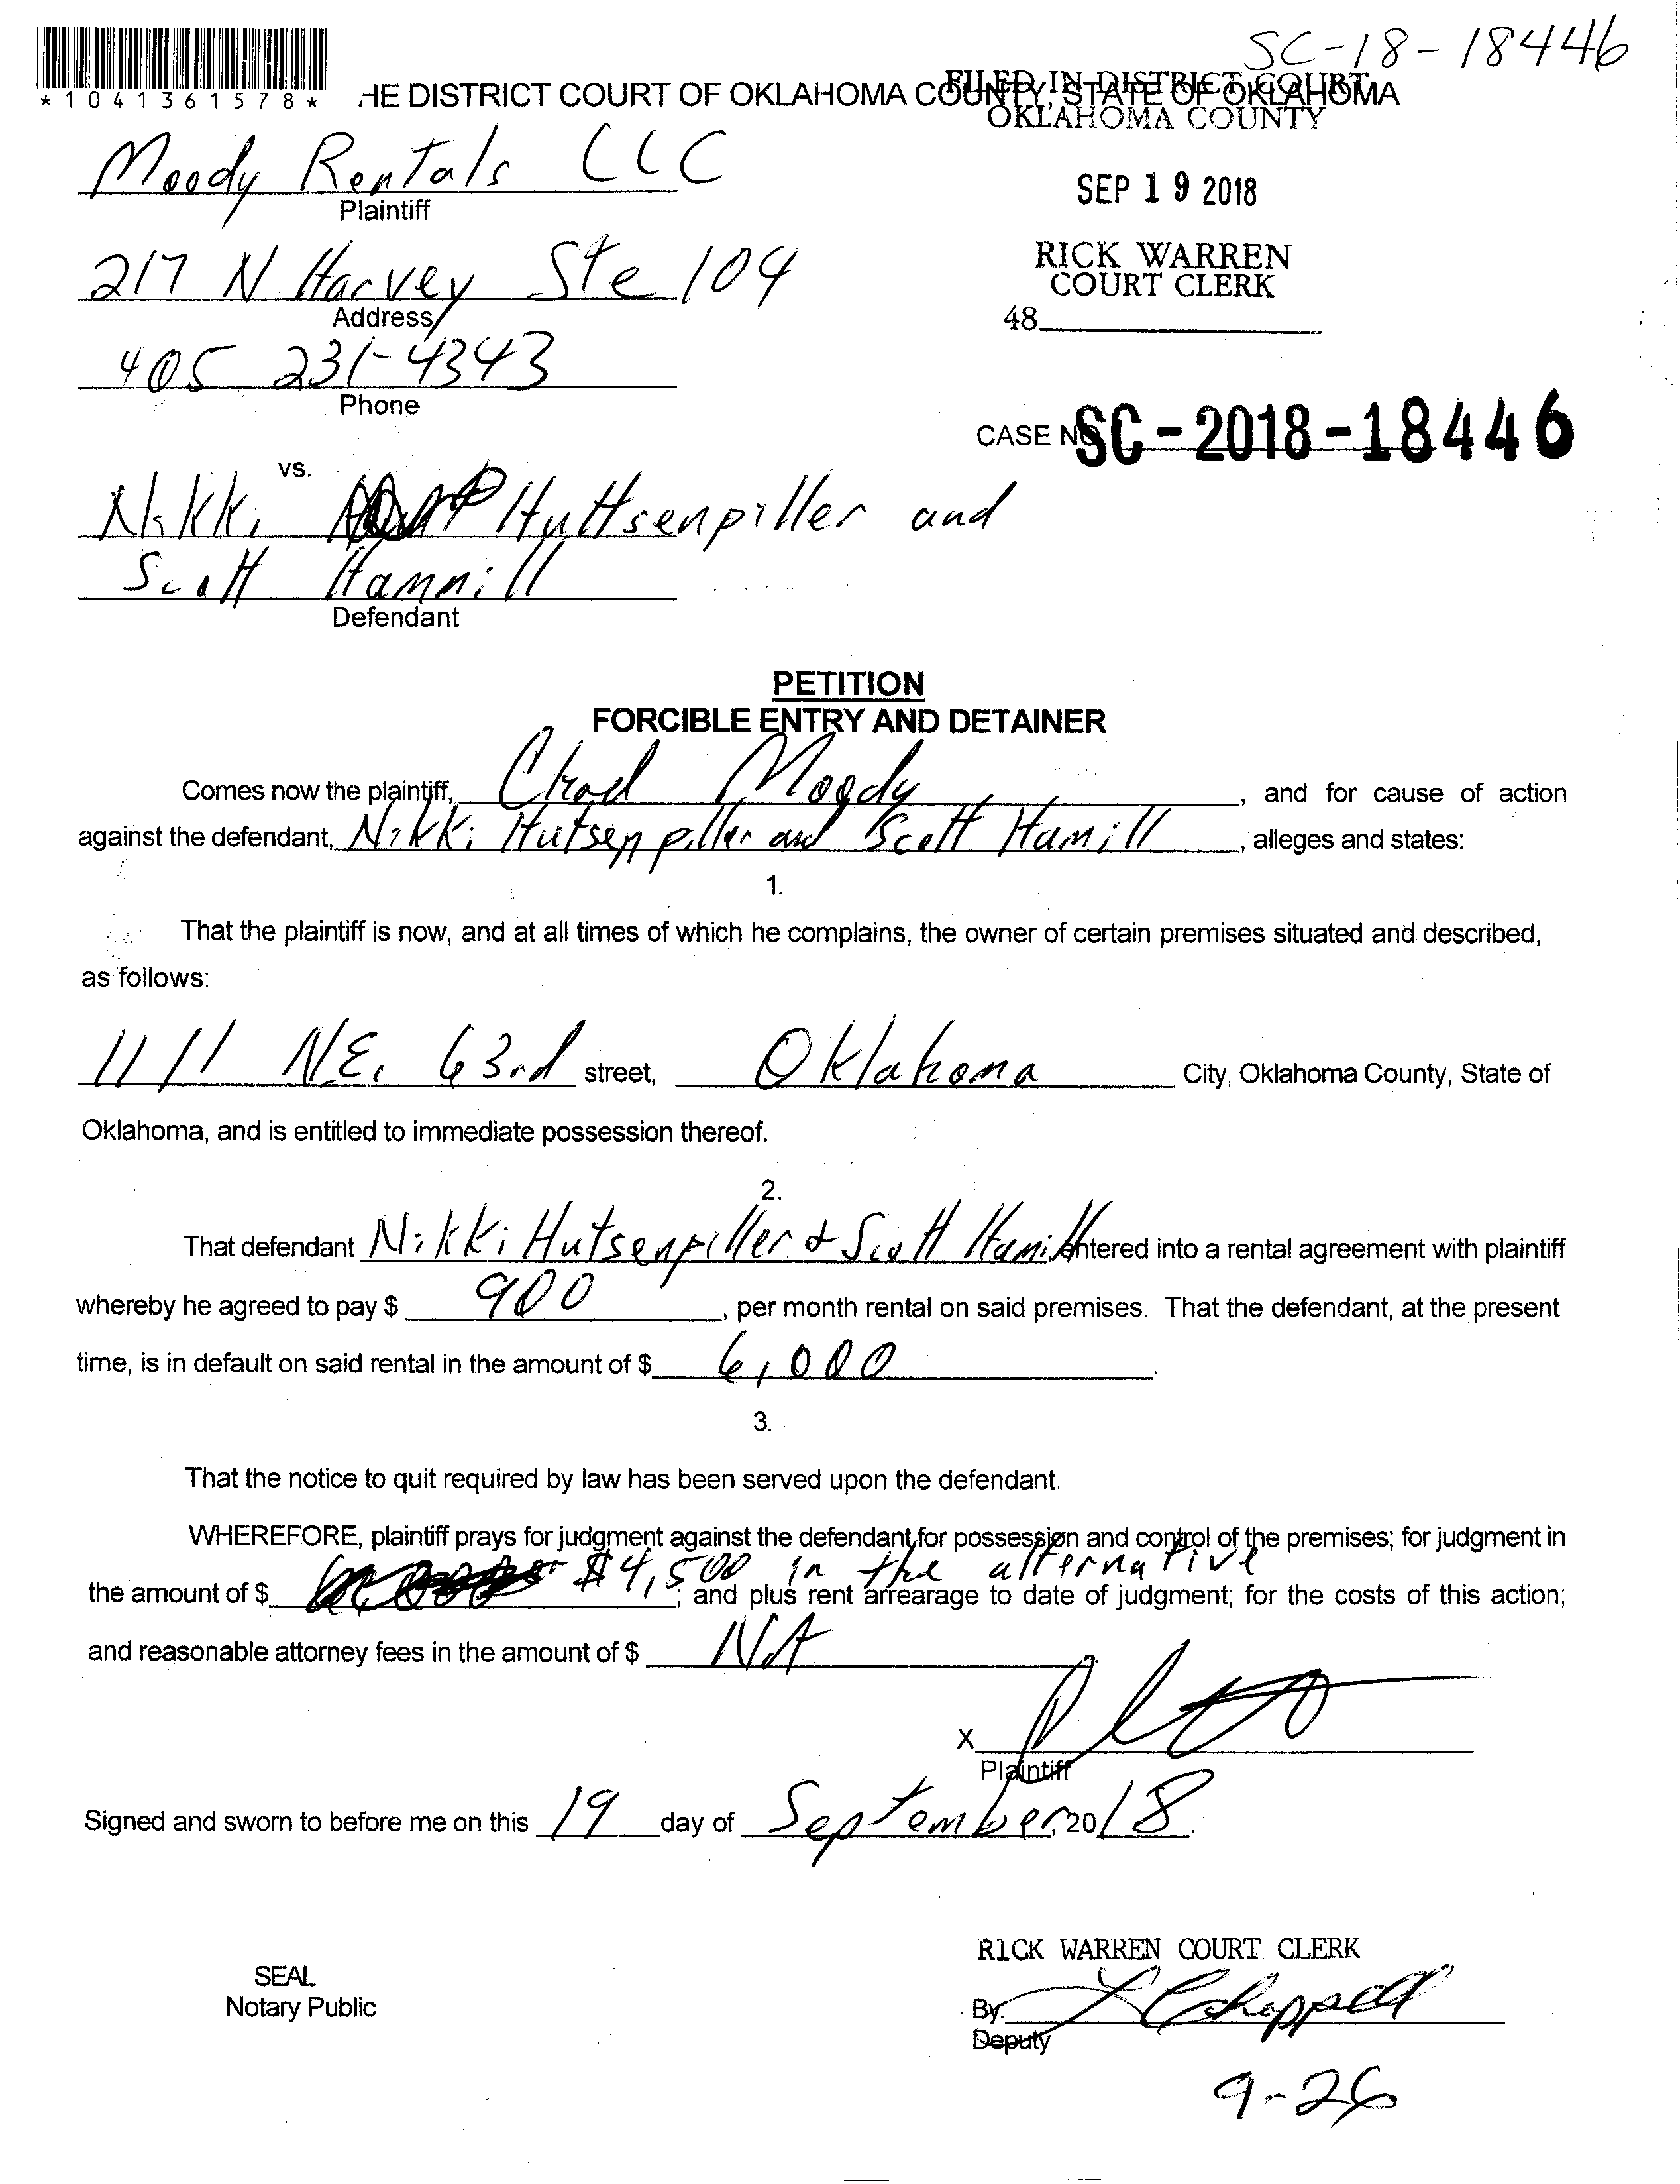 SC-18-18446
*1041361578*
HE DISTRICT COURT OF OKLAHOMA COUNTY, STATE OF OKLAHOMA
FILED IN DISTRICT COURT
OKLAHOMA COUNTY
Moody Rentals LLC
Plaintiff
SEP 19 2018
217 N Harvey Ste 104
Address
RICK WARREN
COURT CLERK
48
405 231-4343
Phone
CASE NO SC-2018-18446
vs.
Nikki Huttsenpiller and
Scott Hammill
Defendant
PETITION
FORCIBLE ENTRY AND DETAINER
Comes now the plaintiff, Chad Moody, and for cause of action
against the defendant, Nikki Hutsenpiller and Scott Hamill, alleges and states:
1.
That the plaintiff is now, and at all times of which he complains, the owner of certain premises situated and described,
as follows:
1111 N.E. 63rd street, Oklahoma City, Oklahoma County, State of
Oklahoma, and is entitled to immediate possession thereof.
2.
That defendant Nikki Hutsenpiller & Scott Hamill entered into a rental agreement with plaintiff
whereby he agreed to pay $ 900, per month rental on said premises. That the defendant, at the present
time, is in default on said rental in the amount of $ 6,000.
3.
That the notice to quit required by law has been served upon the defendant.
WHEREFORE, plaintiff prays for judgment against the defendant for possession and control of the premises; for judgment in
the amount of $ $4,500 in the alternative; and plus rent arrearage to date of judgment; for the costs of this action;
and reasonable attorney fees in the amount of $ NA
X
Plaintiff
Signed and sworn to before me on this 19 day of September, 2018.
RICK WARREN COURT CLERK
SEAL
Notary Public
By: L Chappell
Deputy
9-26